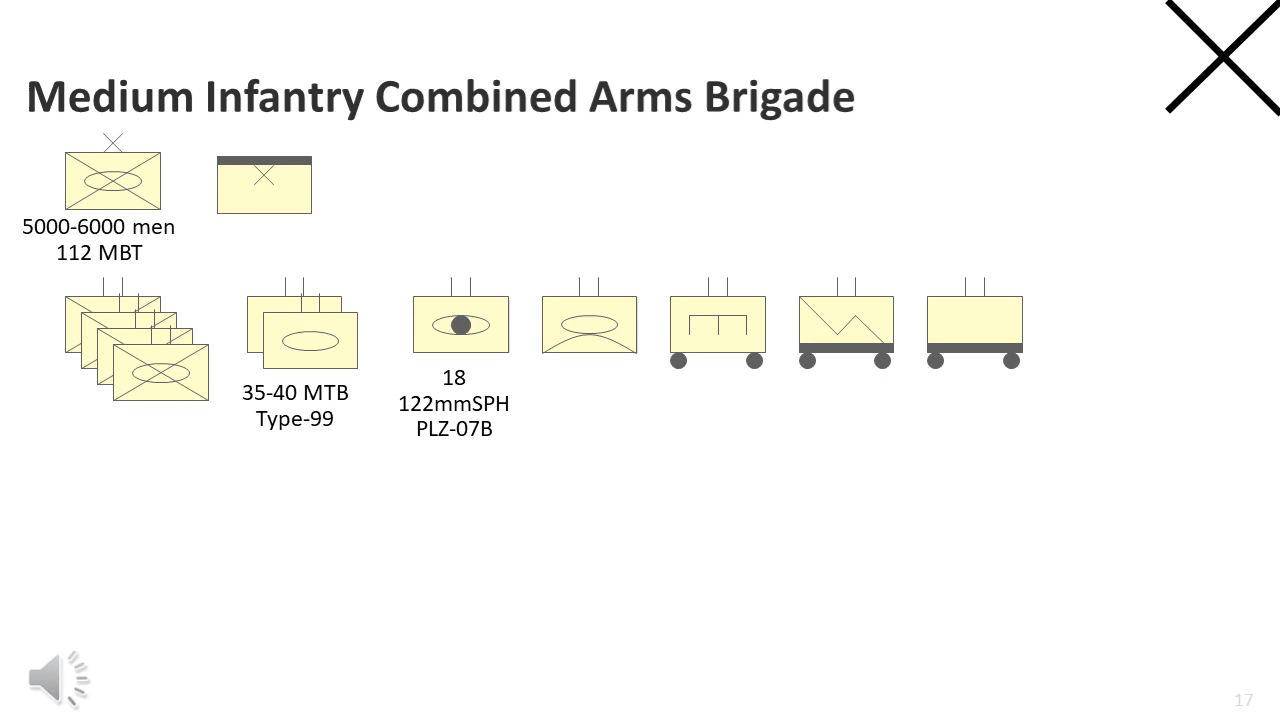 Medium Infantry Combined Arms Brigade
5000-6000 men
112 MBT
35-40 MTB
Type-99
18
122mmSPH
PLZ-07B
17